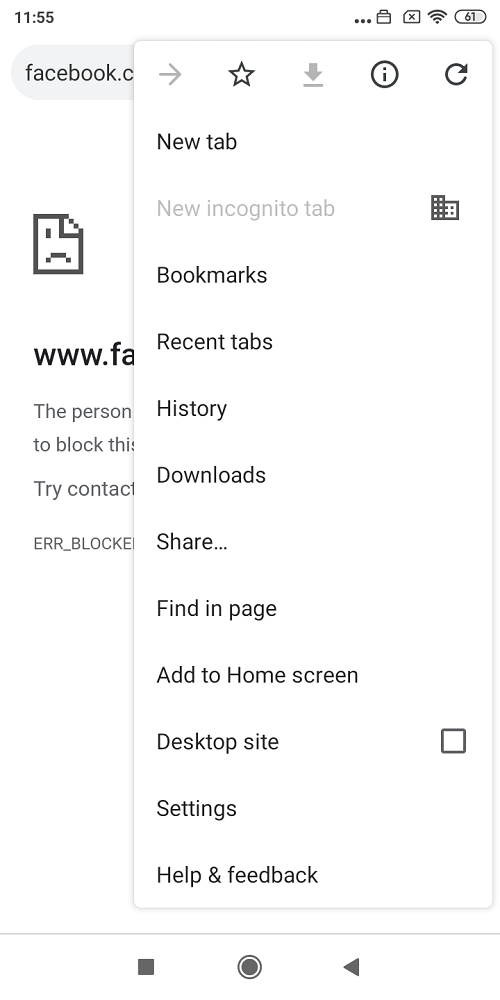 11:55
61
facebook.c
New tab
New incognito tab
Bookmarks
Recent tabs
www.fa
History
The person
to block this
Downloads
Try contact
Share...
ERR_BLOCKE
Find in page
Add to Home screen
Desktop site
Settings
Help & feedback